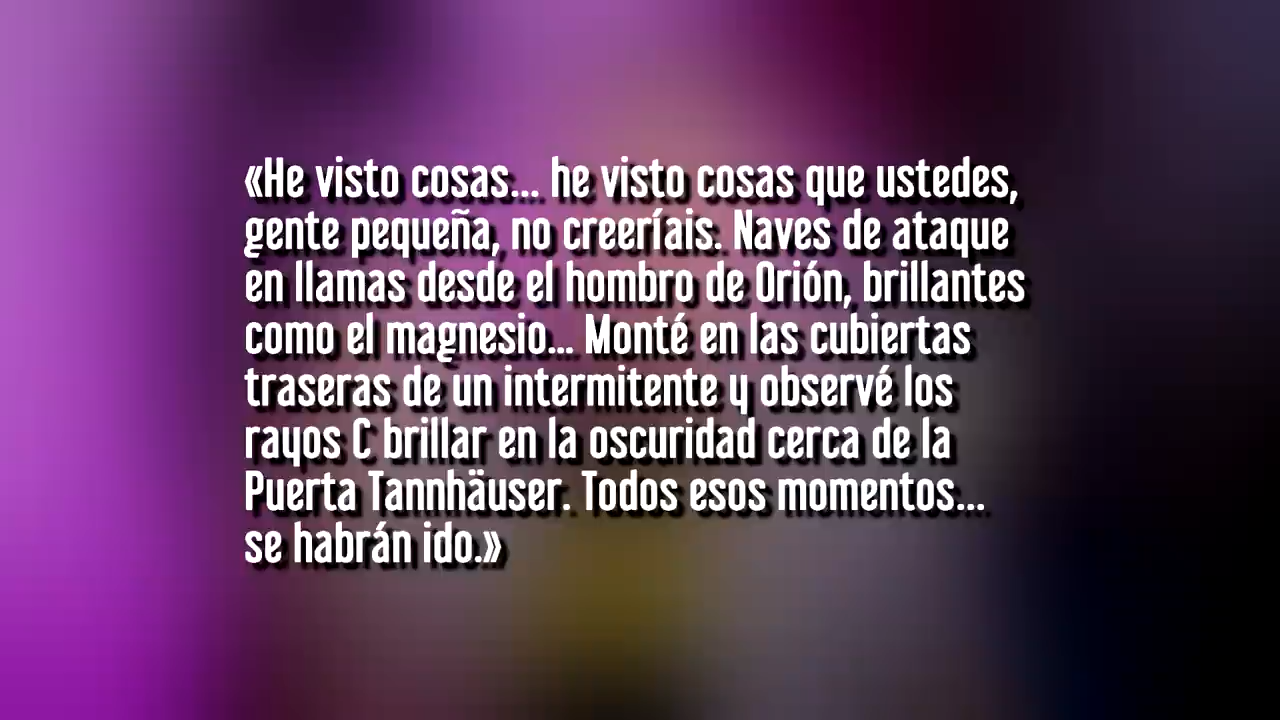 «He visto cosas... he visto cosas que ustedes,
gente pequeña, no creeríais. Naves de ataque
en llamas desde el hombro de Orión, brillantes
como el magnesio... Monté en las cubiertas
traseras de un intermitente y observé los
rayos C brillar en la oscuridad cerca de la
Puerta Tannhäuser. Todos esos momentos...
se habrán ido.»